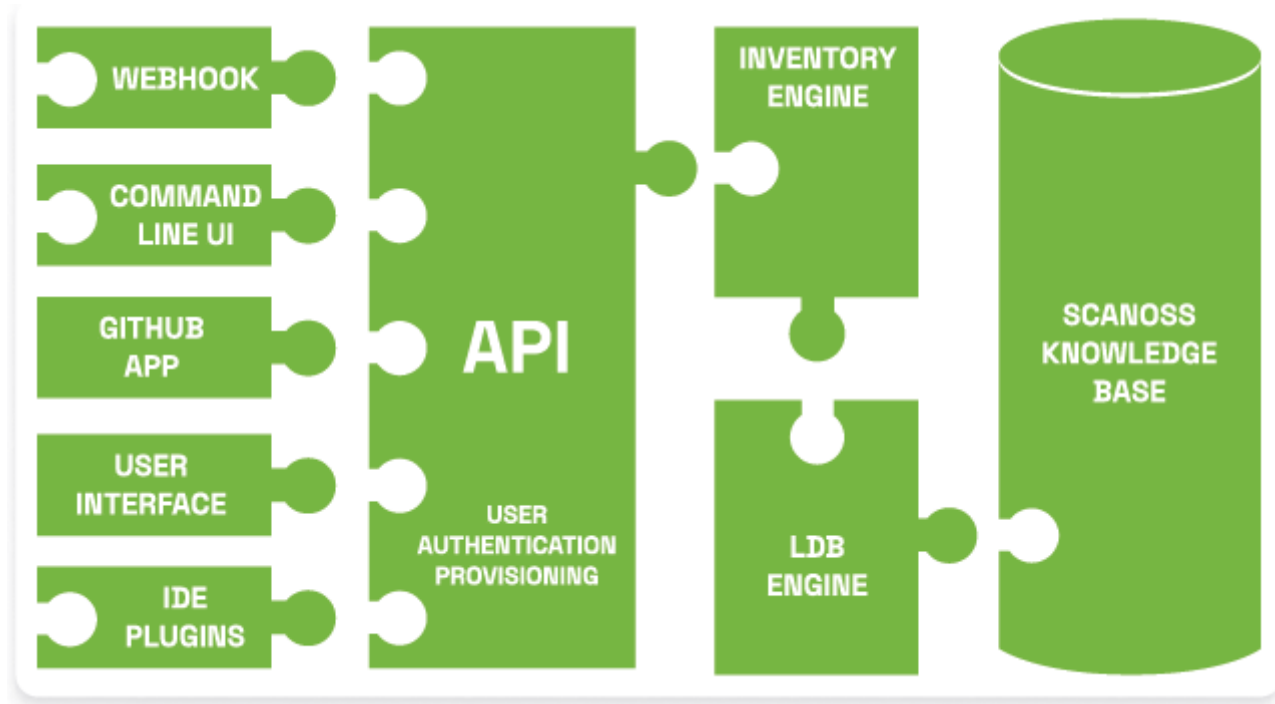 WEBHOOK
COMMAND
LINE UI
GITHUB
APP
USER
INTERFACE
IDE
PLUGINS
API
USER
AUTHENTICATION
PROVISIONING
INVENTORY
ENGINE
LDB
ENGINE
SCANOSS
KNOWLEDGE
BASE